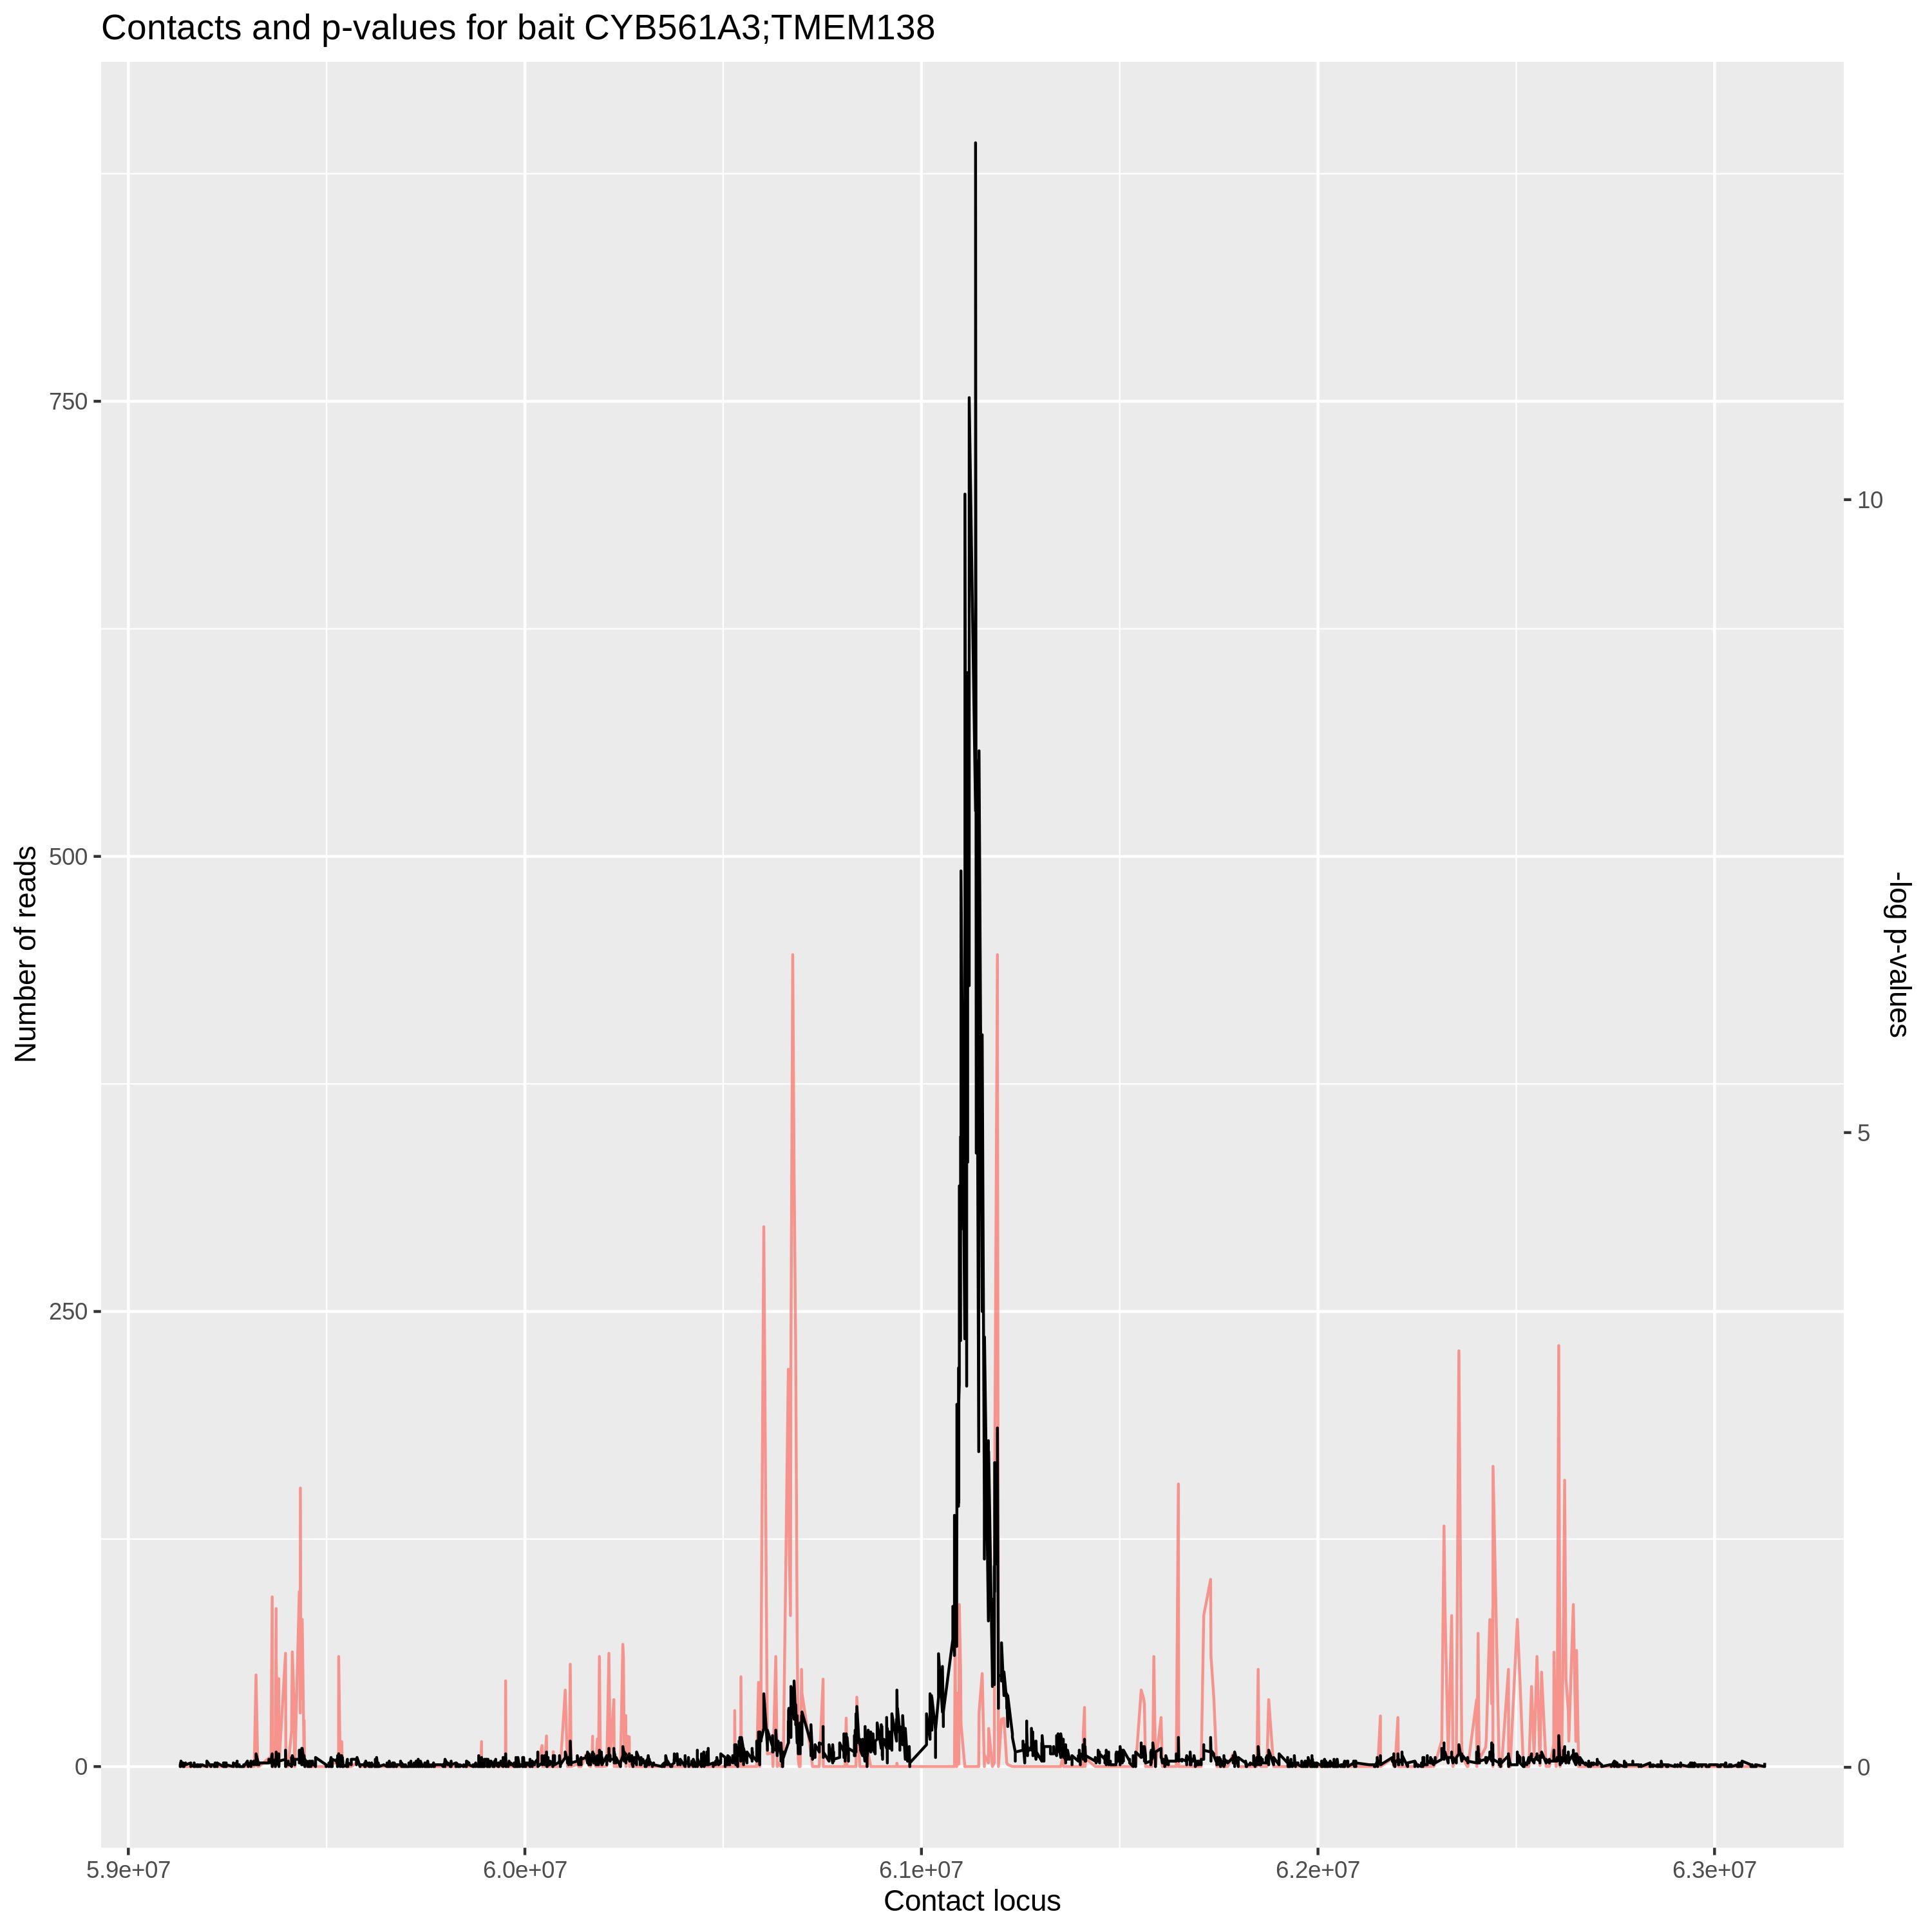 Contacts and p-values for bait CYB561A3;TMEM138
Number of reads
750
500
250
0
10
5
0
-log p-values
5.9e+07 6.0e+07 6.1e+07 6.2e+07 6.3e+07
Contact locus